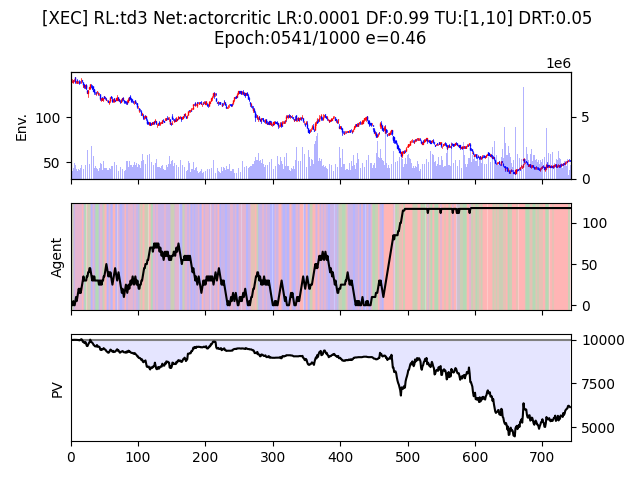 [XEC] RL:td3 Net:actorcritic LR:0.0001 DF:0.99 TU:[1,10] DRT:0.05
Epoch:0541/1000 e=0.46
1e6
Env.
100
50
5
0
Agent
100
50
0
PV
10000
7500
5000
0 100 200 300 400 500 600 700